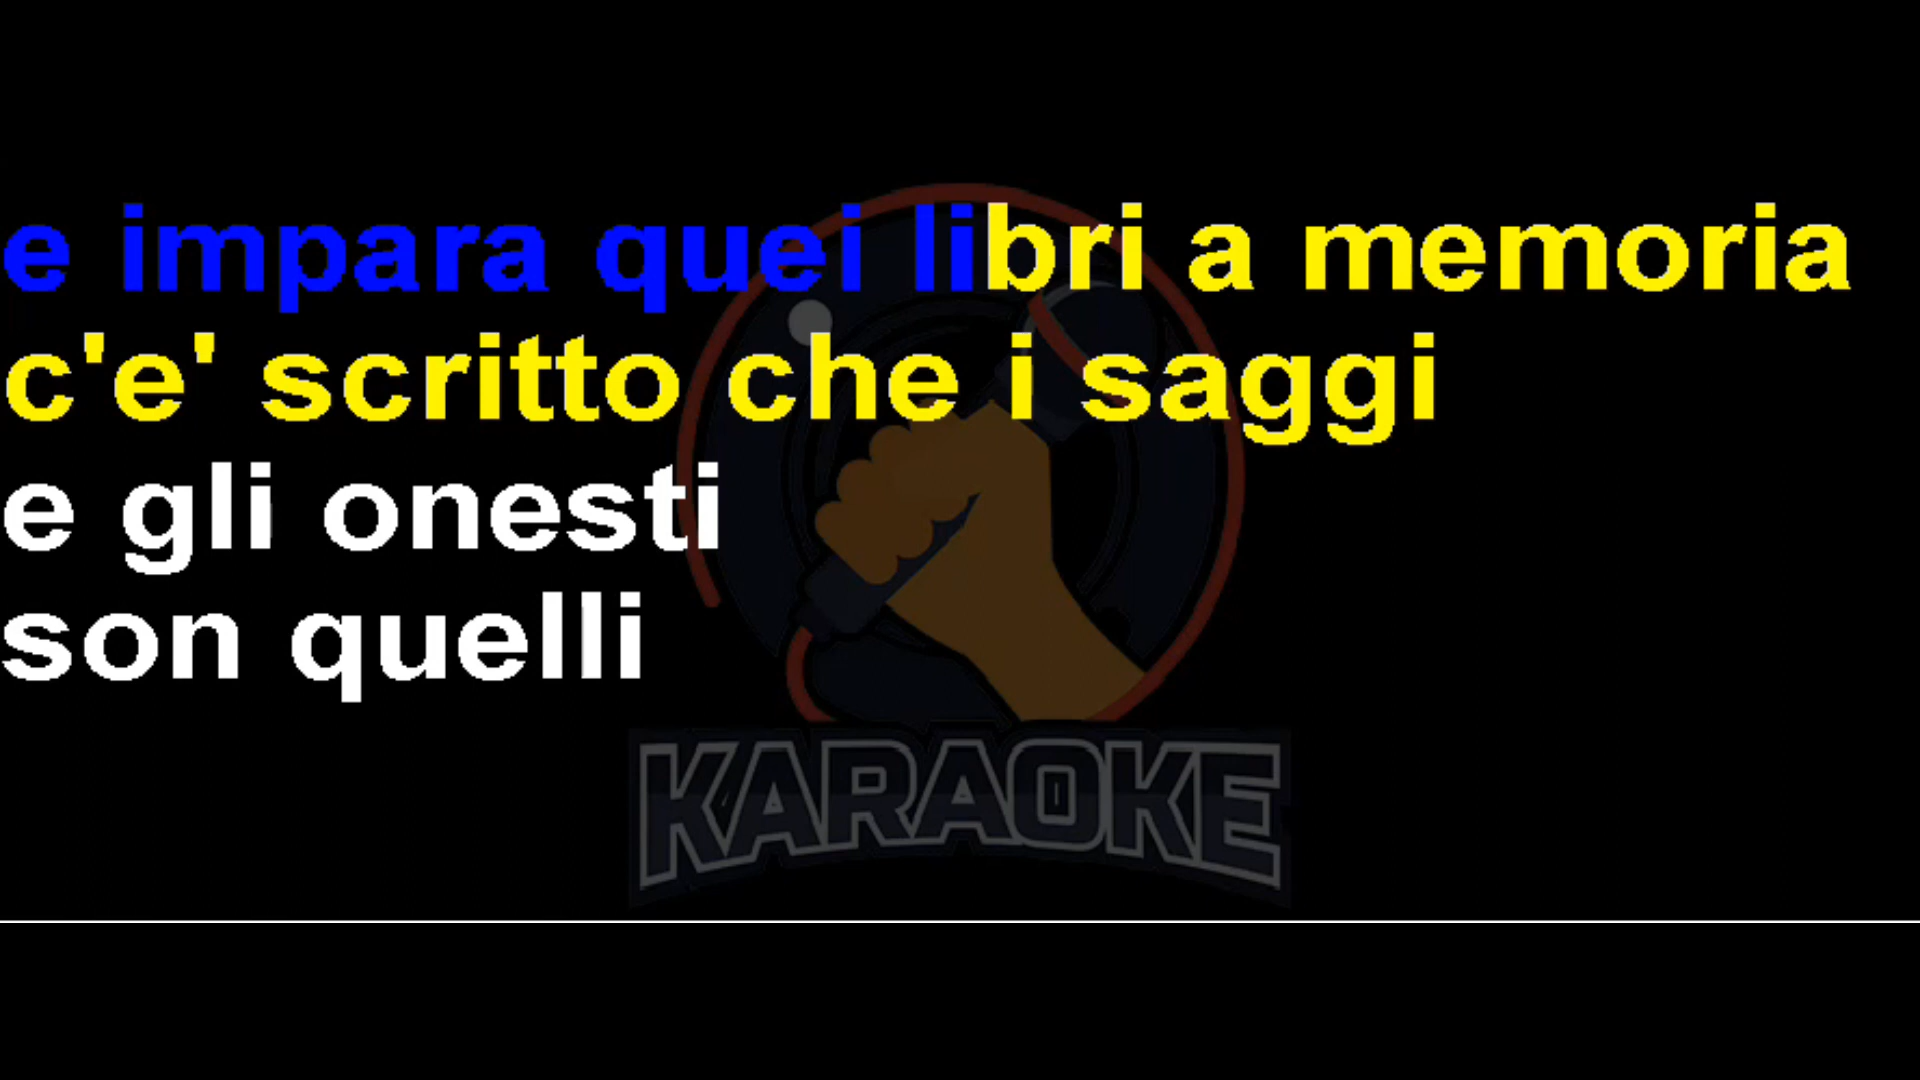 e impara quei libri a memoria
c'e' scritto che i saggi
e gli onesti
son quelli
KARAOKE